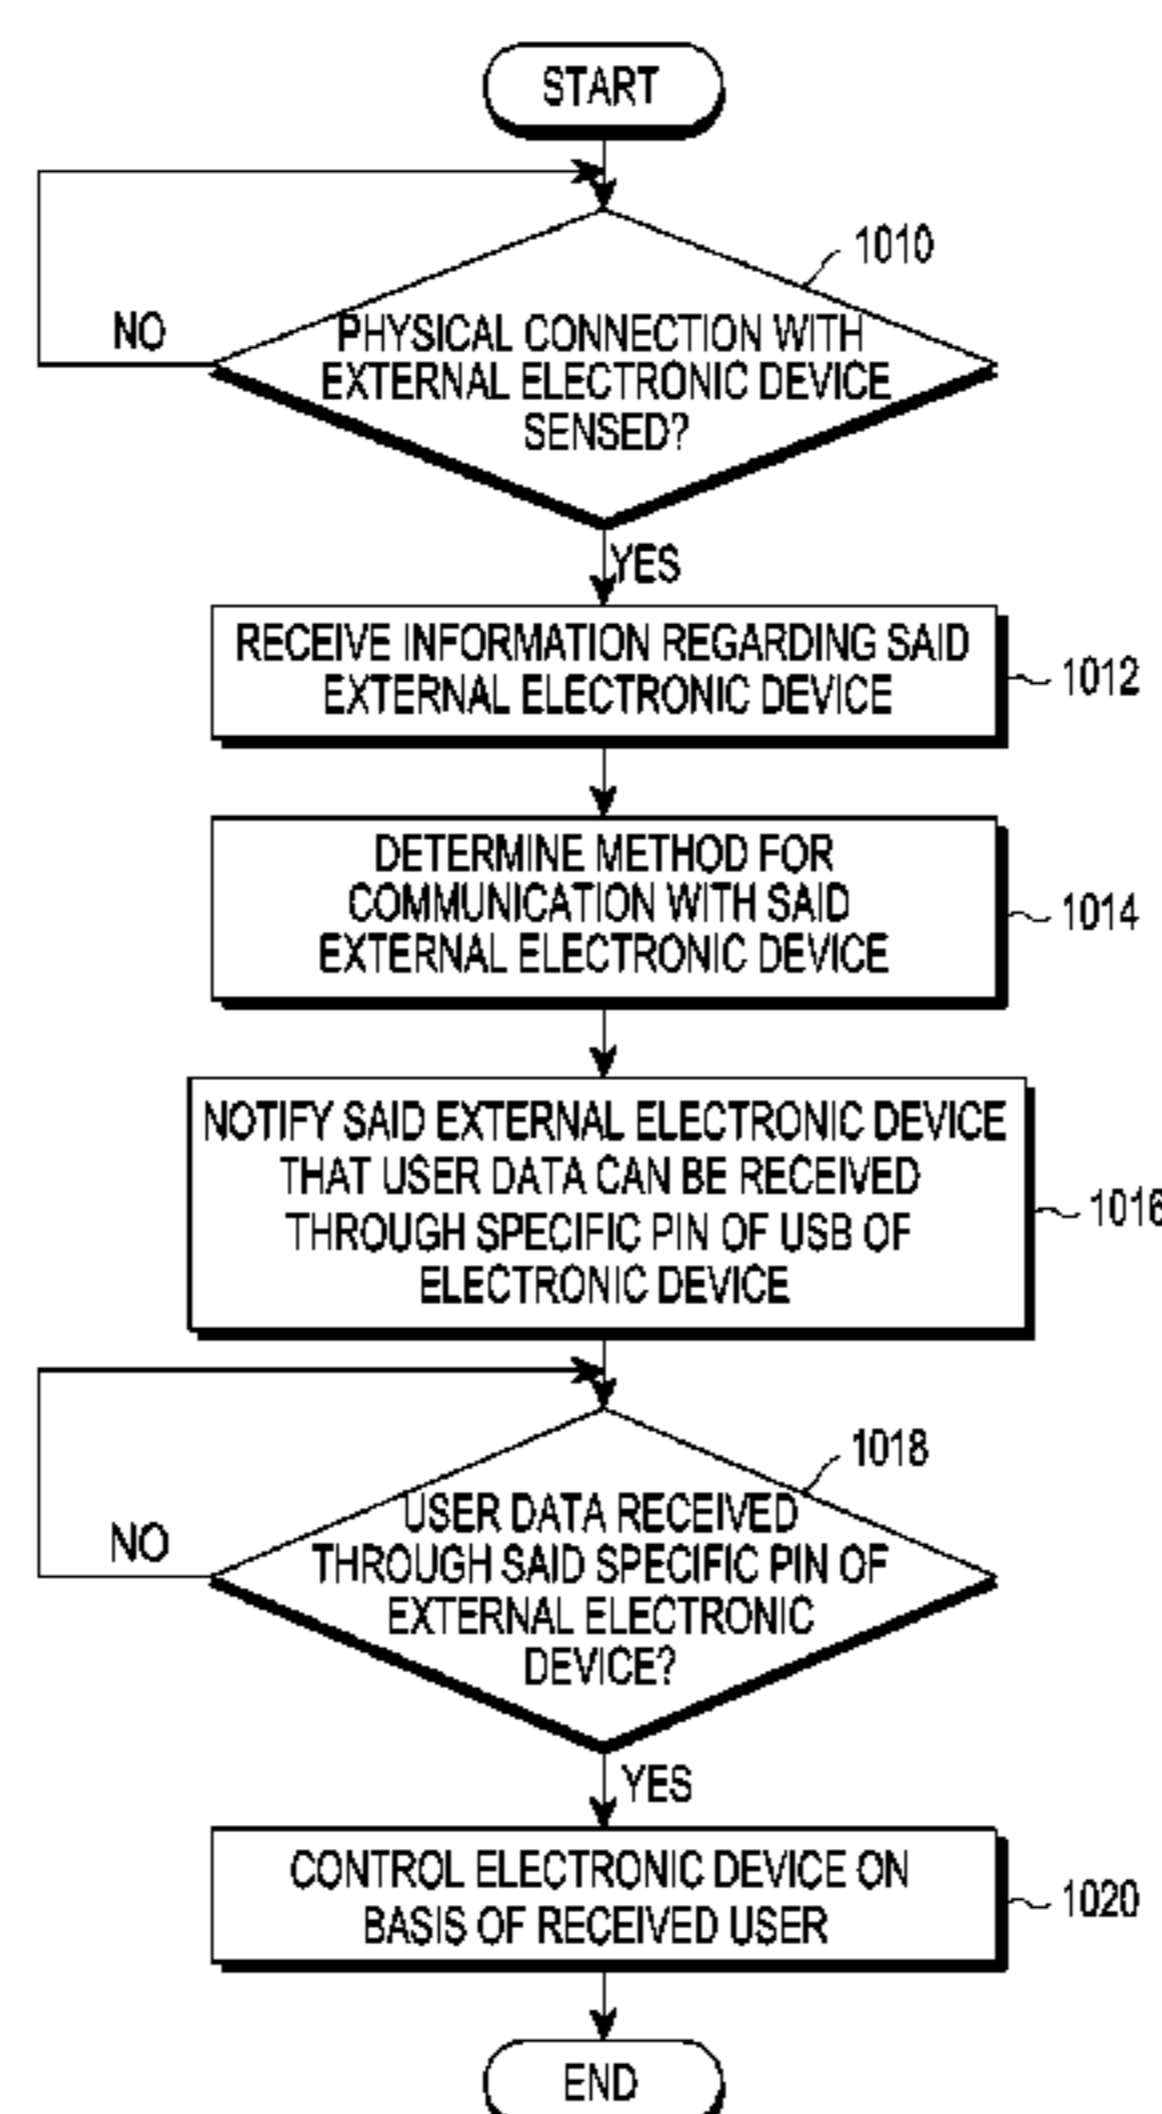 START
1010
NO
PHYSICAL CONNECTION WITH
EXTERNAL ELECTRONIC DEVICE
SENSED?
YES
RECEIVE INFORMATION REGARDING SAID
EXTERNAL ELECTRONIC DEVICE
1012
DETERMINE METHOD FOR
COMMUNICATION WITH SAID
EXTERNAL ELECTRONIC DEVICE
1014
NOTIFY SAID EXTERNAL ELECTRONIC DEVICE
THAT USER DATA CAN BE RECEIVED
THROUGH SPECIFIC PIN OF USB OF
ELECTRONIC DEVICE
1016
1018
NO
USER DATA RECEIVED
THROUGH SAID SPECIFIC PIN OF
EXTERNAL ELECTRONIC
DEVICE?
YES
CONTROL ELECTRONIC DEVICE ON
BASIS OF RECEIVED USER
1020
END